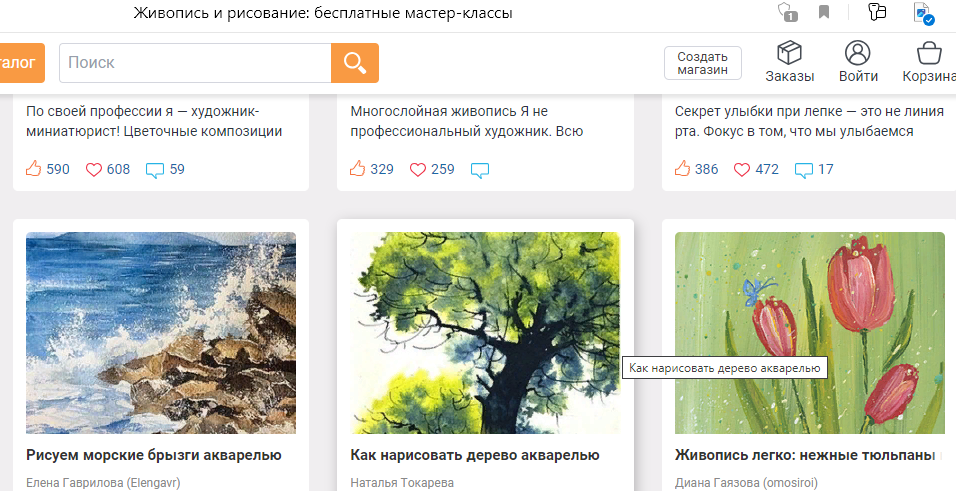 Живопись и рисование: бесплатные мастер-классы
1
талог
Поиск
Создать
магазин
Заказы
Войти
Корзина
По своей профессии я — художник-
миниатюрист! Цветочные композиции
590 608 59
Многослойная живопись Я не
профессиональный художник. Всю
329 259
Секрет улыбки при лепке — это не линия
рта. Фокус в том, что мы улыбаемся
386 472 17
Рисуем морские брызги акварелью
Елена Гаврилова (Elengavr)
Как нарисовать дерево акварелью
Наталья Токарева
Как нарисовать дерево акварелью
Живопись легко: нежные тюльпаны
Диана Гаязова (omosiroi)